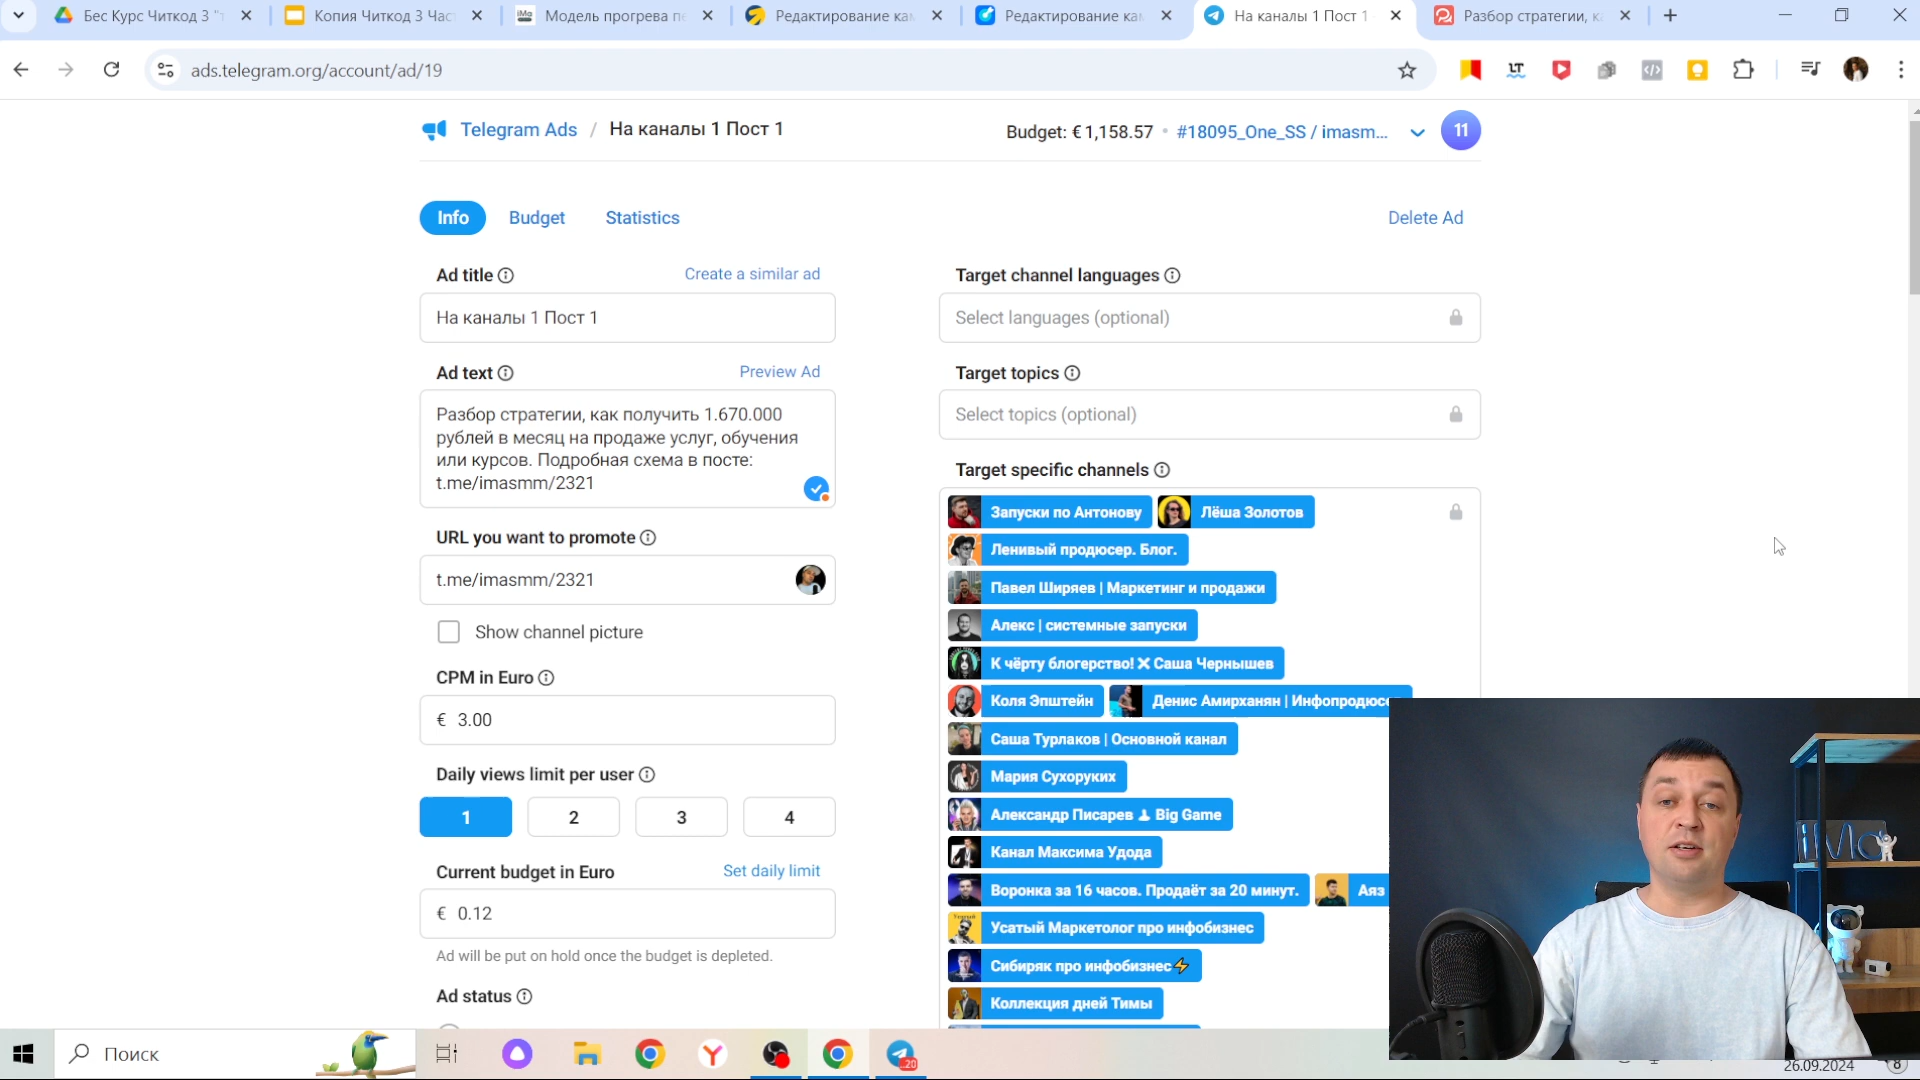 Бес Курс Читкод 3 "
Копия Читкод 3 Час
Модель прогрева п
Редактирование ка
Редактирование ка
На каналы 1 Пост 1
Разбор стратегии, к
ads.telegram.org/account/ad/19
Telegram Ads / На каналы 1 Пост 1
Budget: € 1,158.57 • #18095_One_SS / imasm...
11
Info
Budget
Statistics
Delete Ad
Ad title
Create a similar ad
На каналы 1 Пост 1
Ad text
Preview Ad
Разбор стратегии, как получить 1.670.000
рублей в месяц на продаже услуг, обучения
или курсов. Подробная схема в посте:
t.me/imasmm/2321
URL you want to promote
t.me/imasmm/2321
Show channel picture
CPM in Euro
€ 3.00
Daily views limit per user
1
2
3
4
Current budget in Euro
Set daily limit
€ 0.12
Ad will be put on hold once the budget is depleted.
Ad status
Target channel languages
Select languages (optional)
Target topics
Select topics (optional)
Target specific channels
Запуски по Антонову
Лёша Золотов
Ленивый продюсер. Блог.
Павел Ширяев | Маркетинг и продажи
Алекс | системные запуски
К чёрту блогерство! ❌ Саша Чернышев
Коля Эпштейн
Денис Амирханян | Инфопродюсе
Саша Турлаков | Основной канал
Мария Сухоруких
Александр Писарев ♟ Big Game
Канал Максима Удода
Воронка за 16 часов. Продаёт за 20 минут.
Аяз
Усатый Маркетолог про инфобизнес
Сибиряк про инфобизнес⚡
Коллекция дней Тимы
iMa
Поиск
20
26.09.2024
8